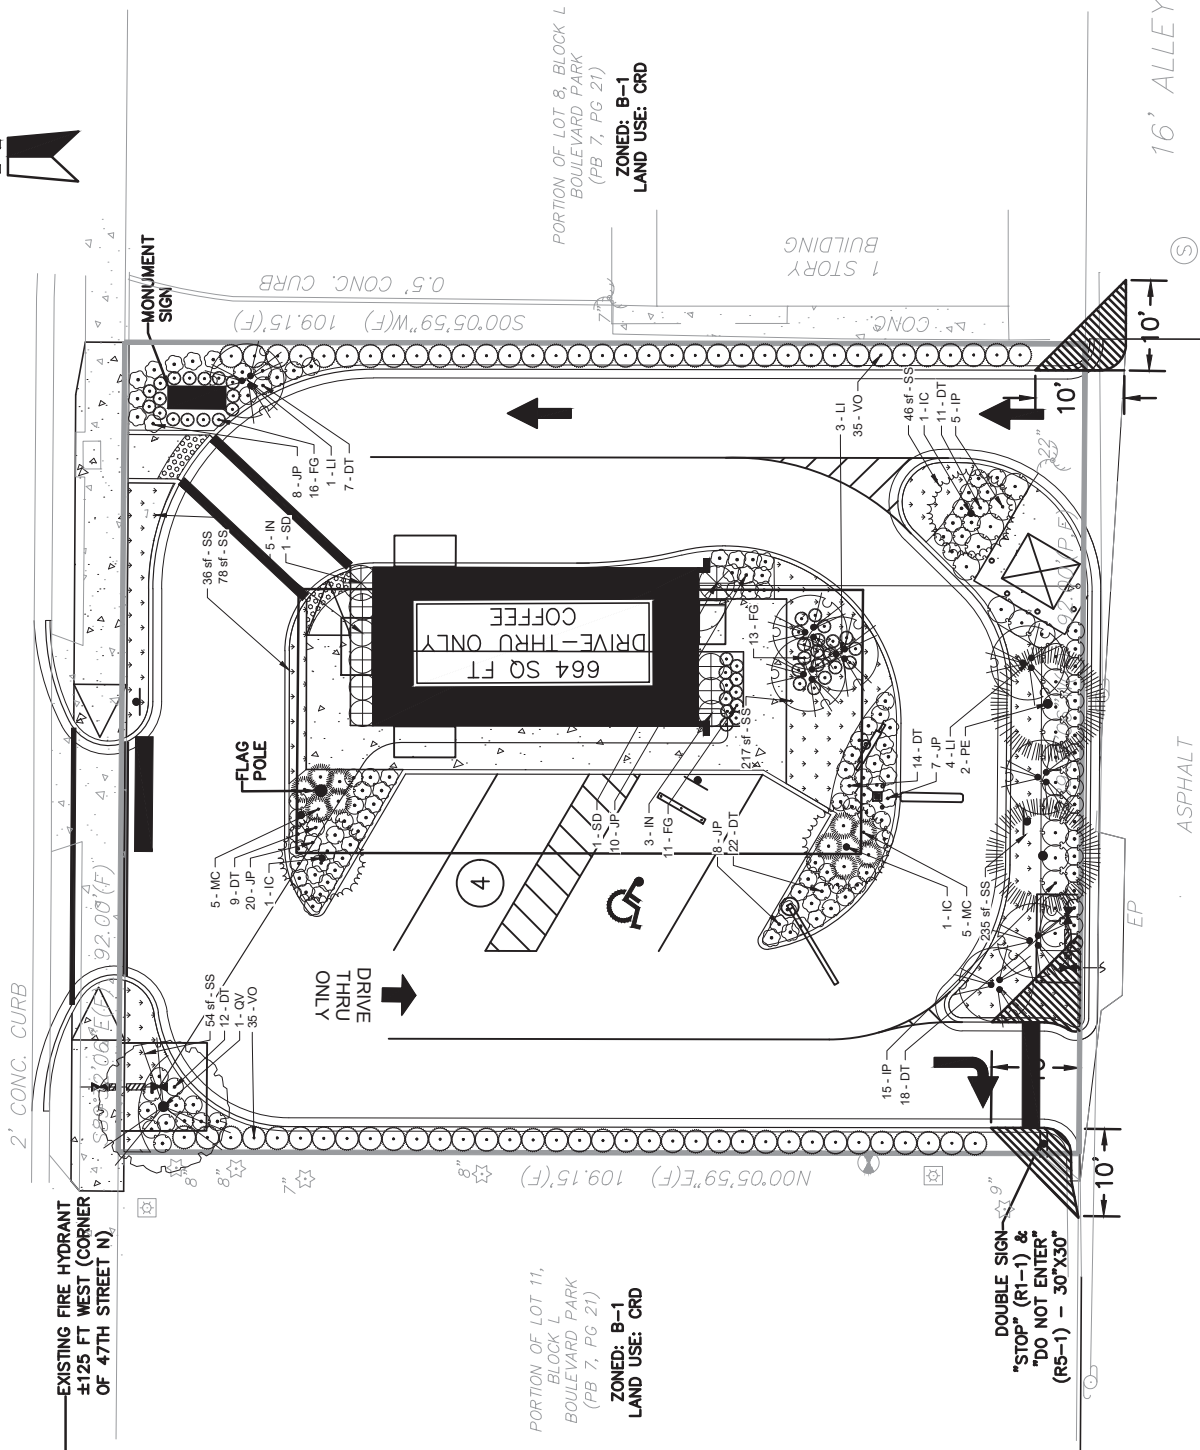 EXISTING FIRE HYDRANT
±125 FT WEST (CORNER
OF 47TH STREET N)
2' CONC. CURB
92.00'(F)
MONUMENT
SIGN
0.5' CONC. CURB
S00°05'59"W(F) 109.15'(F)
PORTION OF LOT 8, BLOCK L
BOULEVARD PARK
(PB 7, PG 21)
ZONED: B-1
LAND USE: CRD
16' ALLEY
S
1 STORY
BUILDING
CONC.
7"
10'
10'
8 - JP
16 - FG
1 - LI
7 - DT
36 sf - SS
78 sf - SS
5 - IN
1 - SD
3 - LI
35 - VO
46 sf - SS
1 - IC
11 - DT
5 - IP
22"
664 SQ FT
DRIVE-THRU ONLY
COFFEE
13 - FG
217 sf - SS
FLAG
POLE
5 - MC
9 - DT
20 - JP
1 - IC
1 - SD
10 - JP
3 - IN
11 - FG
8 - JP
22 - DT
14 - DT
7 - JP
4 - LI
2 - PE
1 - IC
5 - MC
235 sf - SS
4
DRIVE
THRU
ONLY
54 sf - SS
12 - DT
1 - QV
35 - VO
15 - IP
18 - DT
10'
8"
8"
7"
8"
9"
N00°05'59"E(F) 109.15'(F)
PORTION OF LOT 11,
BLOCK L
BOULEVARD PARK
(PB 7, PG 21)
ZONED: B-1
LAND USE: CRD
DOUBLE SIGN
"STOP" (R1-1) &
"DO NOT ENTER"
(R5-1) - 30"X30"
EP
ASPHALT